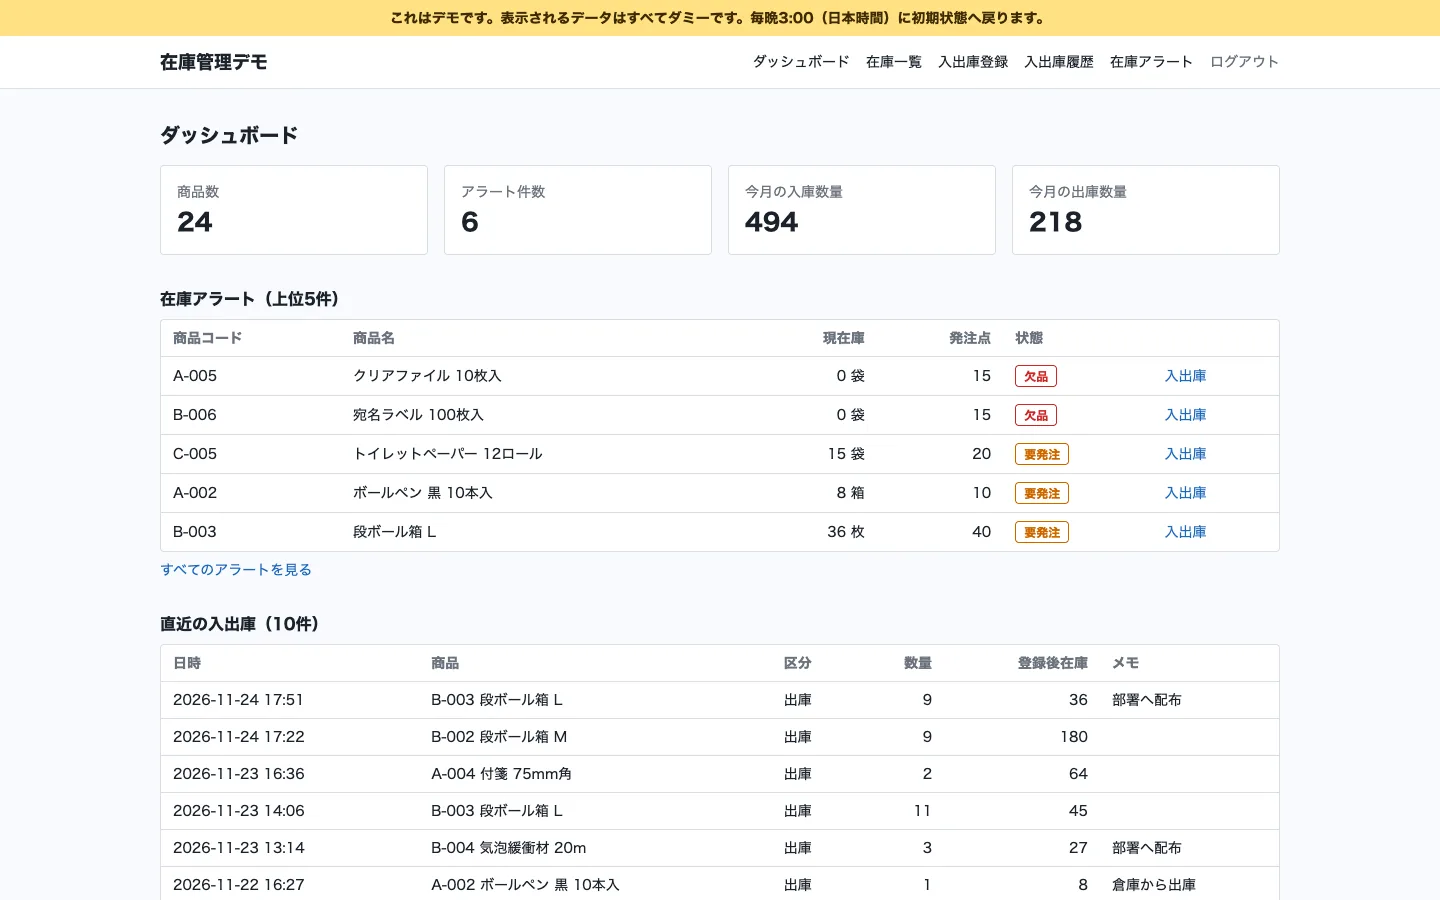 これはデモです。表示されるデータはすべてダミーです。毎晩3:00（日本時間）に初期状態へ戻ります。
在庫管理デモ
ダッシュボード 在庫一覧 入出庫登録 入出庫履歴 在庫アラート ログアウト
ダッシュボード
商品数 アラート件数 今月の入庫数量 今月の出庫数量
24 6 494 218
在庫アラート（上位5件）
商品コード 商品名 現在庫 発注点 状態
A-005 クリアファイル 10枚入 0 袋 15 欠品 入出庫
B-006 宛名ラベル 100枚入 0 袋 15 欠品 入出庫
C-005 トイレットペーパー 12ロール 15 袋 20 要発注 入出庫
A-002 ボールペン 黒 10本入 8 箱 10 要発注 入出庫
B-003 段ボール箱 L 36 枚 40 要発注 入出庫
すべてのアラートを見る
直近の入出庫（10件）
日時 商品 区分 数量 登録後在庫 メモ
2026-11-24 17:51 B-003 段ボール箱 L 出庫 9 36 部署へ配布
2026-11-24 17:22 B-002 段ボール箱 M 出庫 9 180
2026-11-23 16:36 A-004 付箋 75mm角 出庫 2 64
2026-11-23 14:06 B-003 段ボール箱 L 出庫 11 45
2026-11-23 13:14 B-004 気泡緩衝材 20m 出庫 3 27 部署へ配布
2026-11-22 16:27 A-002 ボールペン 黒 10本入 出庫 1 8 倉庫から出庫